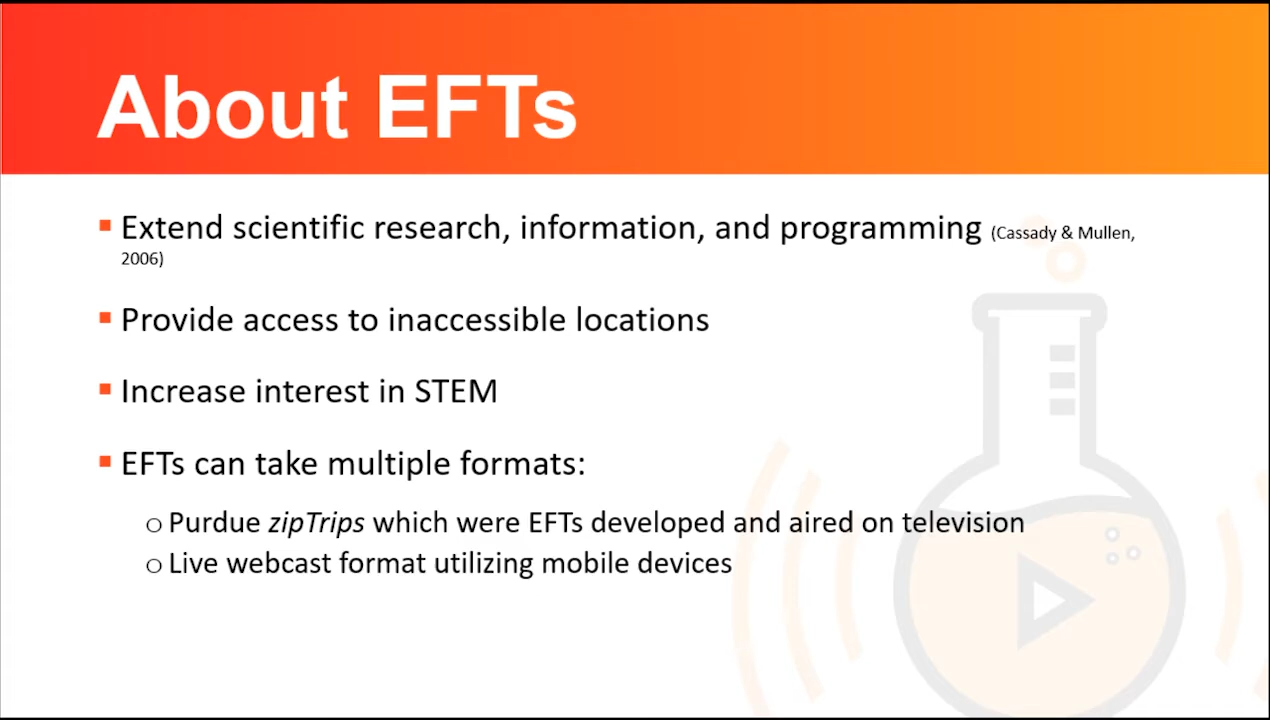 About EFTs
▪ Extend scientific research, information, and programming (Cassady & Mullen,
2006)
▪ Provide access to inaccessible locations
▪ Increase interest in STEM
▪ EFTs can take multiple formats:
o Purdue zipTrips which were EFTs developed and aired on television
o Live webcast format utilizing mobile devices